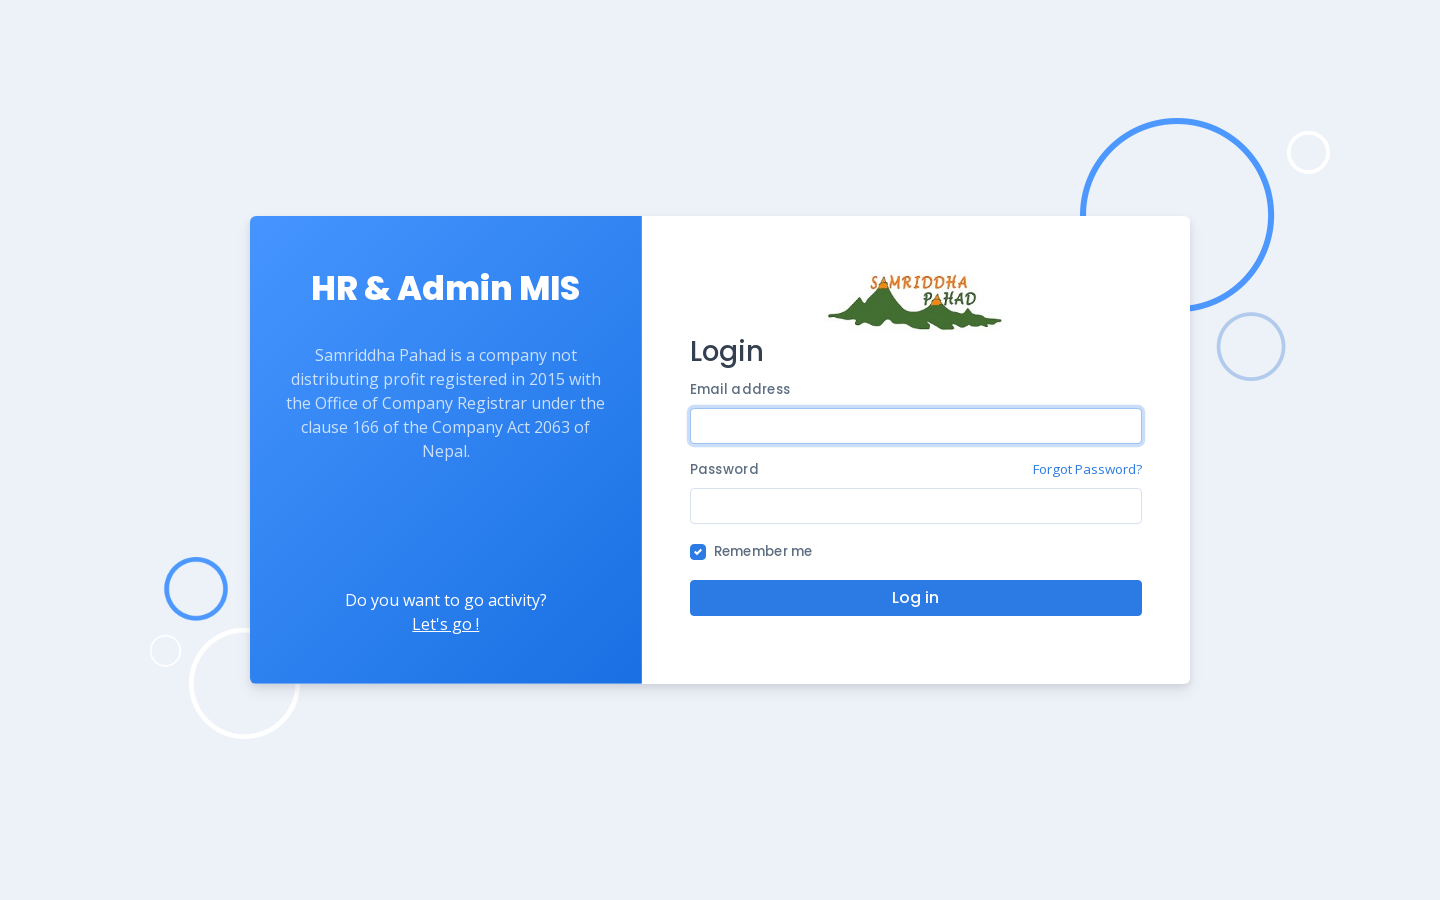 HR & Admin MIS
Samriddha Pahad is a company not
distributing profit registered in 2015 with
the Office of Company Registrar under the
clause 166 of the Company Act 2063 of
Nepal.
Do you want to go activity?
Let's go !
SAMRIDDHA
PAHAD
Login
Email address
Password
Forgot Password?
Remember me
Log in